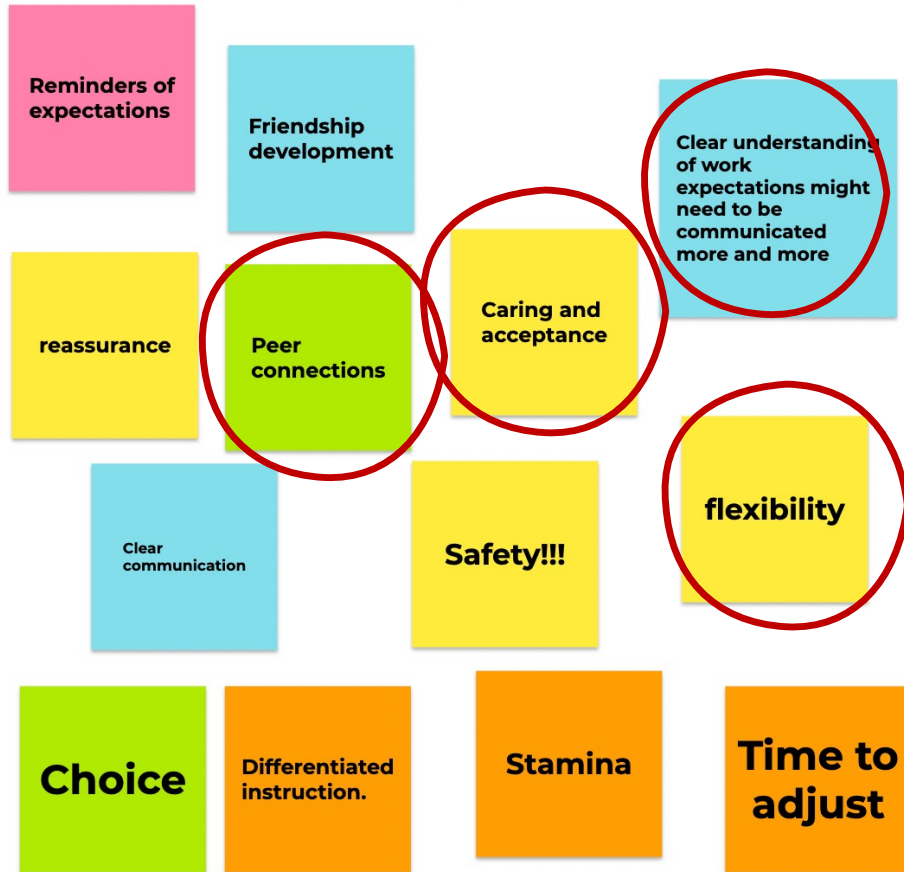 Reminders of
expectations
Friendship
development
Clear understanding
of work
expectations might
need to be
communicated
more and more
reassurance
Peer
connections
Caring and
acceptance
Clear
communication
Safety!!!
flexibility
Choice
Differentiated
instruction.
Stamina
Time to
adjust